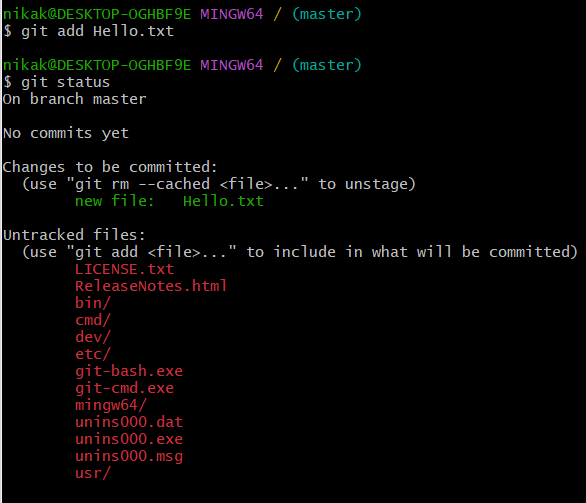 nikak@DESKTOP-OGHBF9E MINGW64 / (master)
$ git add Hello.txt
nikak@DESKTOP-OGHBF9E MINGW64 / (master)
$ git status
On branch master
No commits yet
Changes to be committed:
  (use "git rm --cached <file>..." to unstage)
        new file:   Hello.txt
Untracked files:
  (use "git add <file>..." to include in what will be committed)
        LICENSE.txt
        ReleaseNotes.html
        bin/
        cmd/
        dev/
        etc/
        git-bash.exe
        git-cmd.exe
        mingw64/
        unins000.dat
        unins000.exe
        unins000.msg
        usr/